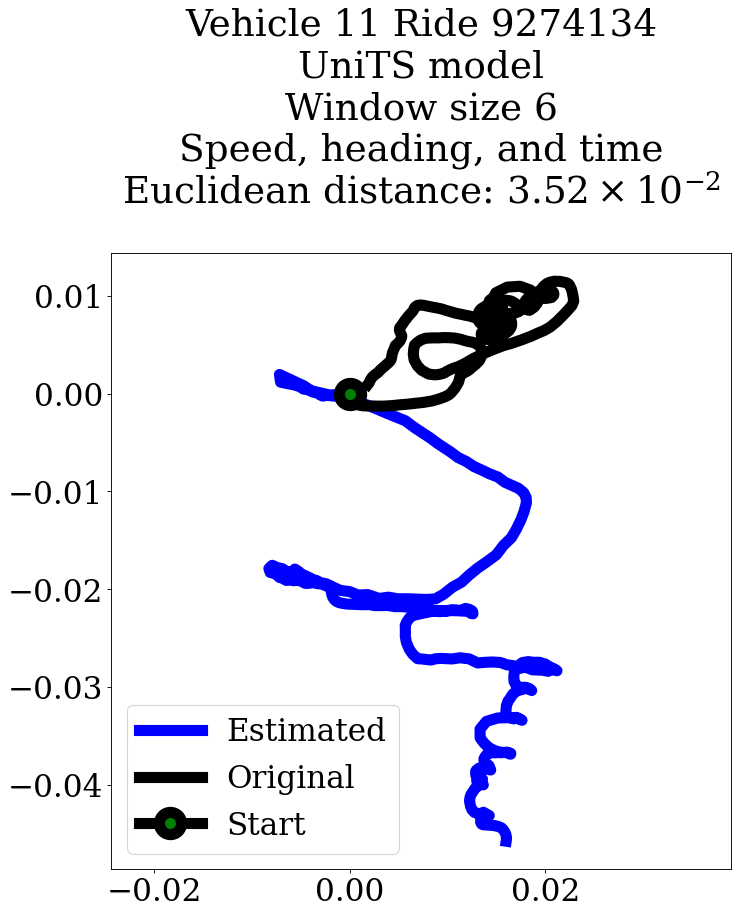 Vehicle 11 Ride 9274134
UniTS model
Window size 6
Speed, heading, and time
Euclidean distance: 3.52 × 10⁻²
0.01
0.00
−0.01
−0.02
−0.03
−0.04
Estimated
Original
Start
−0.02 0.00 0.02